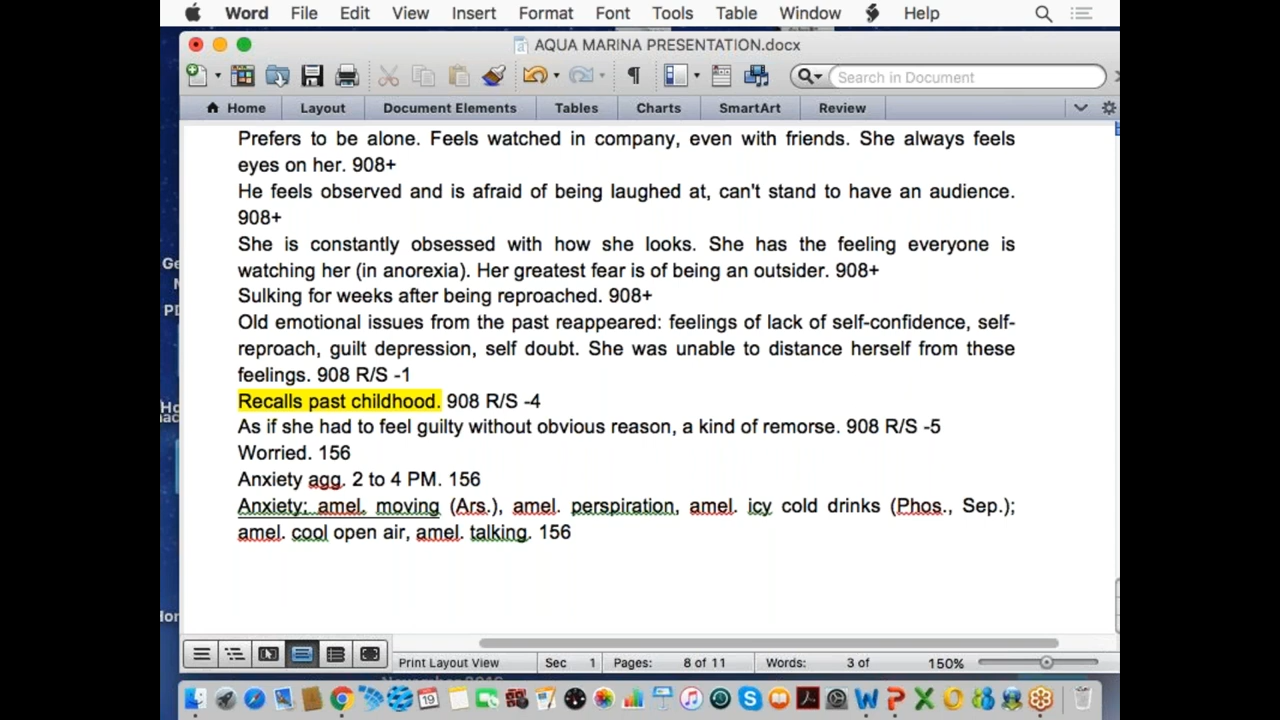 Word File Edit View Insert Format Font Tools Table Window Help
AQUA MARINA PRESENTATION.docx
Search in Document
Home Layout Document Elements Tables Charts SmartArt Review
Prefers to be alone. Feels watched in company, even with friends. She always feels
eyes on her. 908+
He feels observed and is afraid of being laughed at, can't stand to have an audience.
908+
She is constantly obsessed with how she looks. She has the feeling everyone is
watching her (in anorexia). Her greatest fear is of being an outsider. 908+
Sulking for weeks after being reproached. 908+
Old emotional issues from the past reappeared: feelings of lack of self-confidence, self-
reproach, guilt depression, self doubt. She was unable to distance herself from these
feelings. 908 R/S -1
Recalls past childhood. 908 R/S -4
As if she had to feel guilty without obvious reason, a kind of remorse. 908 R/S -5
Worried. 156
Anxiety agg. 2 to 4 PM. 156
Anxiety; amel. moving (Ars.), amel. perspiration, amel. icy cold drinks (Phos., Sep.);
amel. cool open air, amel. talking. 156
Print Layout View Sec 1 Pages: 8 of 11 Words: 3 of 150%
19